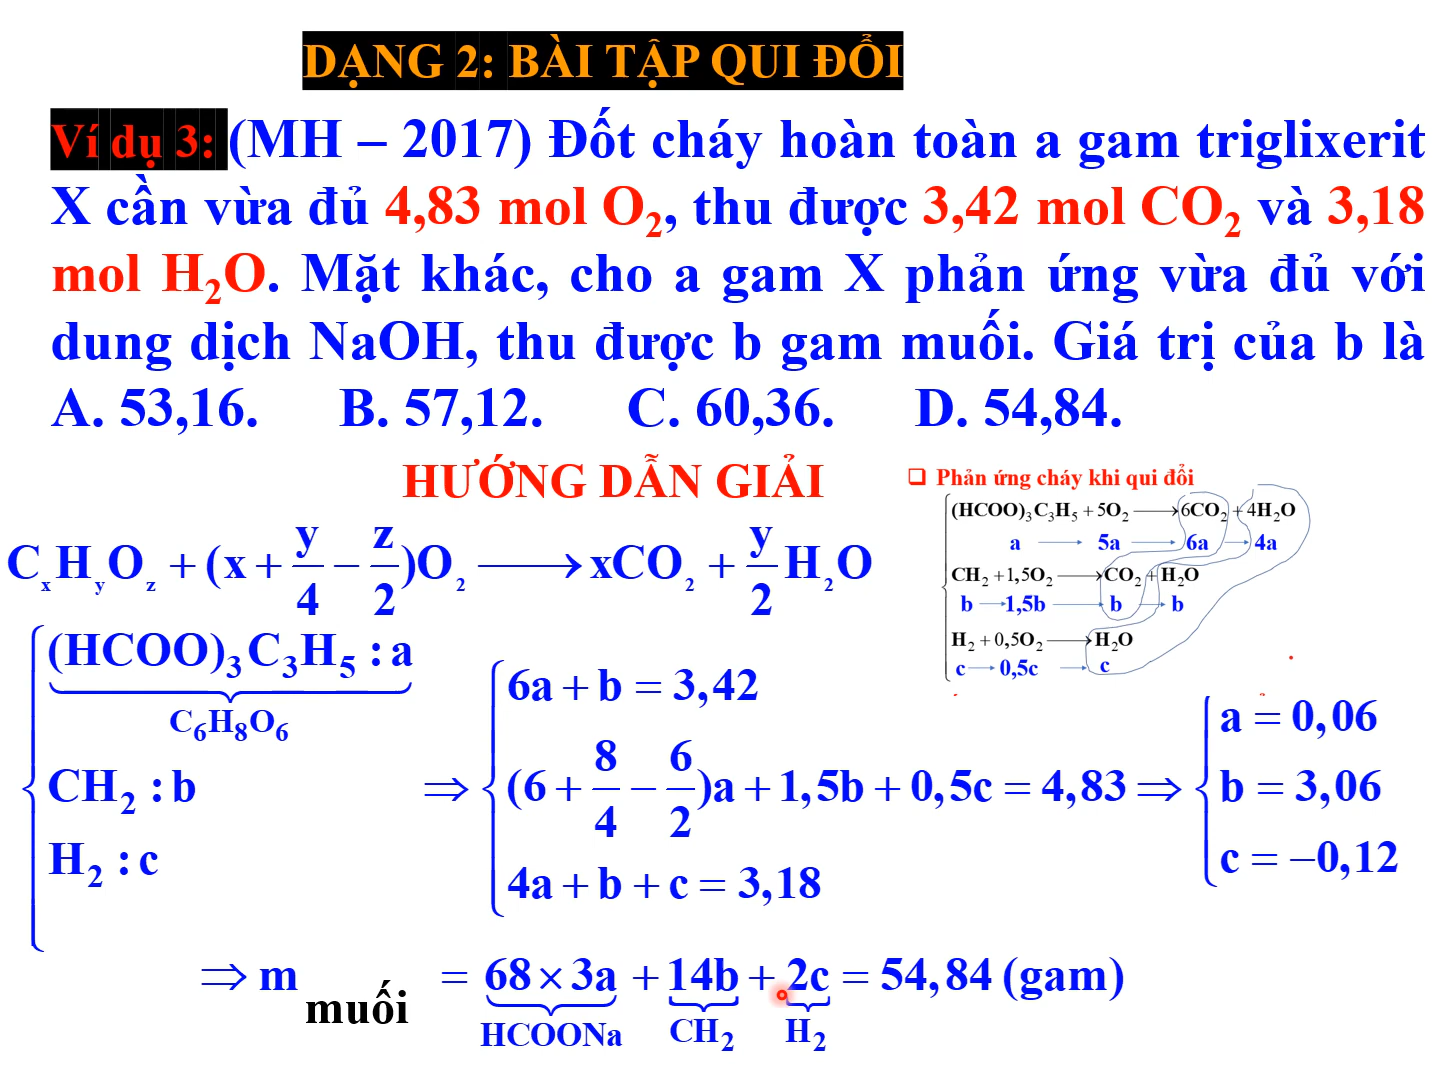 DẠNG 2: BÀI TẬP QUI ĐỔI
Ví dụ 3: (MH – 2017) Đốt cháy hoàn toàn a gam triglixerit
X cần vừa đủ 4,83 mol O2, thu được 3,42 mol CO2 và 3,18
mol H2O. Mặt khác, cho a gam X phản ứng vừa đủ với
dung dịch NaOH, thu được b gam muối. Giá trị của b là
A. 53,16. B. 57,12. C. 60,36. D. 54,84.
HƯỚNG DẪN GIẢI
❑ Phản ứng cháy khi qui đổi
(HCOO)3C3H5 + 5O2 ⟶ 6CO2 + 4H2O
a → 5a → 6a → 4a
CH2 + 1,5O2 ⟶ CO2 + H2O
b → 1,5b → b → b
H2 + 0,5O2 ⟶ H2O
c → 0,5c → c
CxHyOz + (x + y/4 − z/2)O2 ⟶ xCO2 + y/2 H2O
(HCOO)3C3H5 : a
C6H8O6
CH2 : b
H2 : c
⇒ 6a + b = 3,42
(6 + 8/4 − 6/2)a + 1,5b + 0,5c = 4,83
4a + b + c = 3,18
⇒ a = 0,06
b = 3,06
c = −0,12
⇒ m muối = 68 × 3a + 14b + 2c = 54,84 (gam)
HCOONa CH2 H2